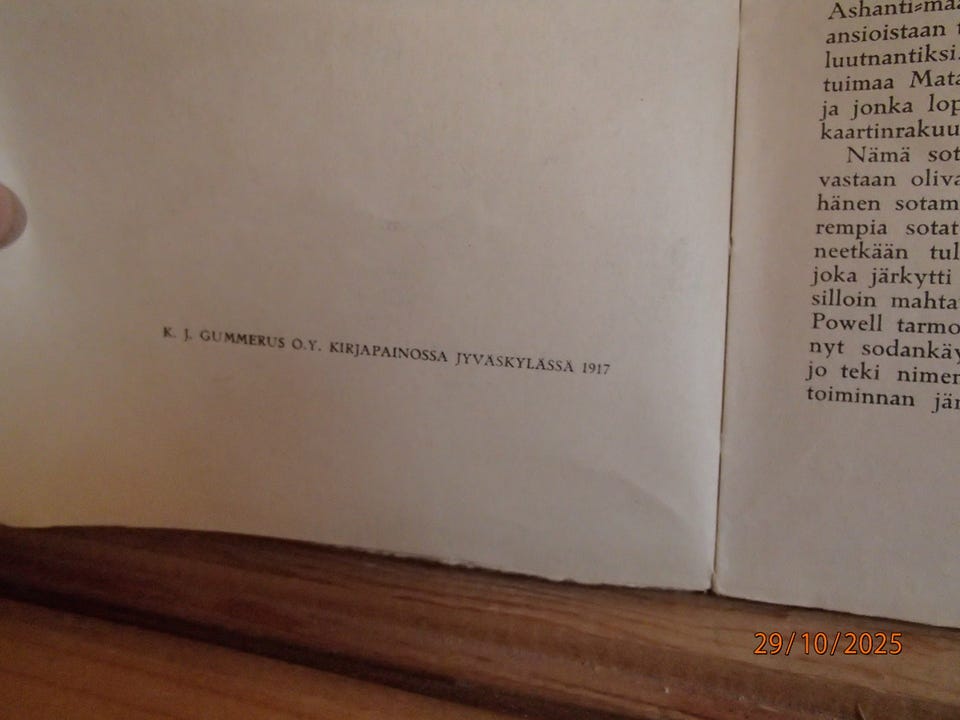 K. J. GUMMERUS O.Y. KIRJAPAINOSSA JYVÄSKYLÄSSÄ 1917
Ashanti=maa
ansioistaan t
luutnantiksi.
tuimaa Mata
ja jonka lop
kaartinrakuu
Nämä sot
vastaan oliva
hänen sotam
rempia sotat
neetkään tul
joka järkytti
silloin mahta
Powell tarmo
nyt sodankäy
jo teki nimen
toiminnan jär
29/10/2025